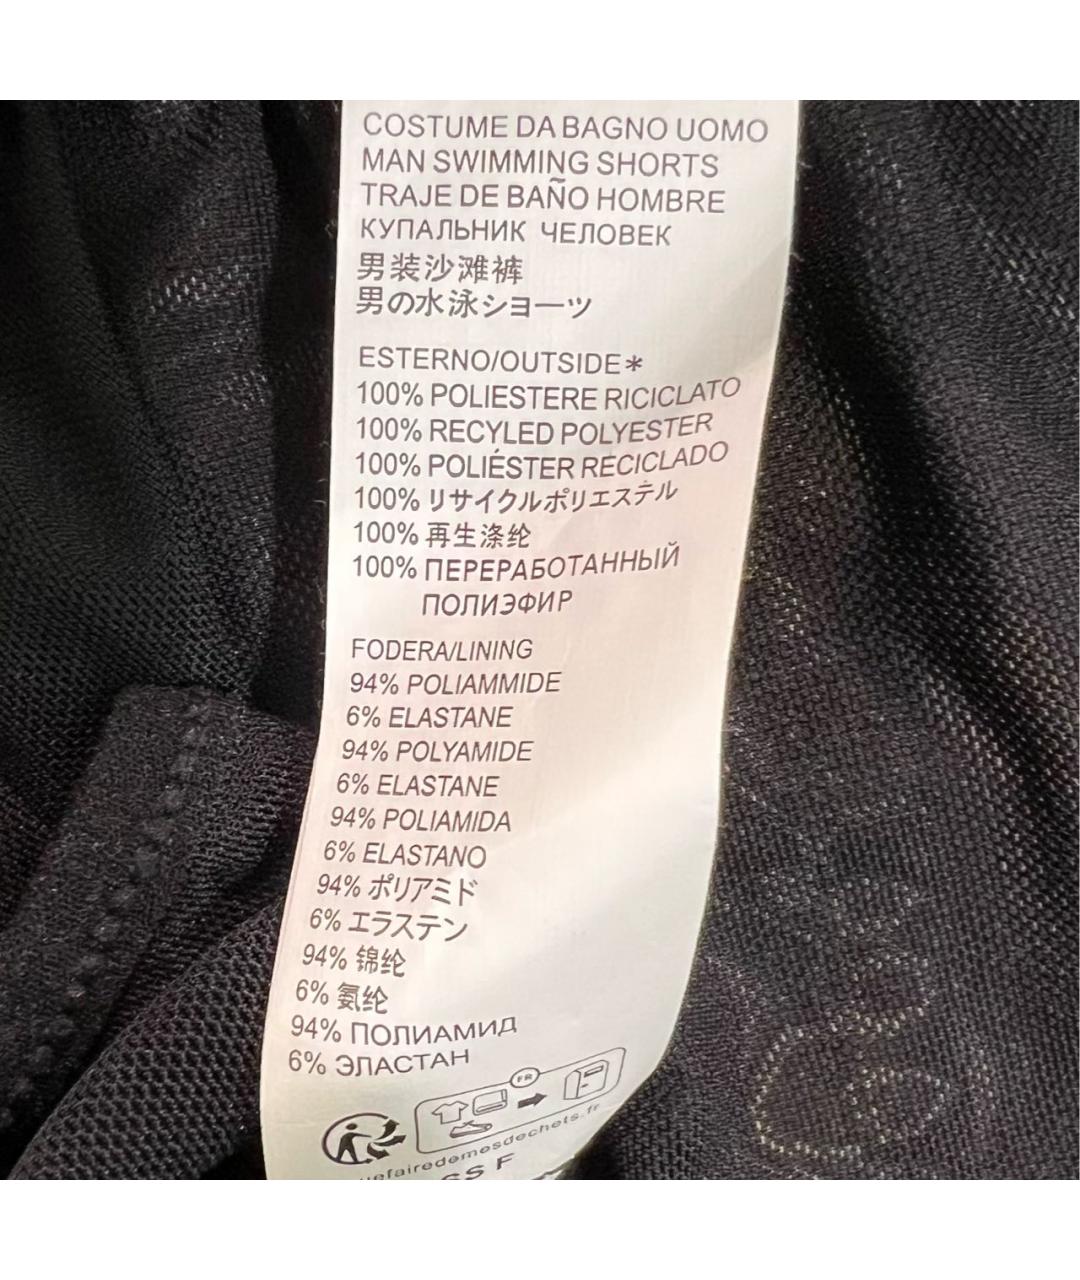 COSTUME DA BAGNO UOMO
MAN SWIMMING SHORTS
TRAJE DE BAÑO HOMBRE
КУПАЛЬНИК ЧЕЛОВЕК
男装沙滩裤
男の水泳ショーツ
ESTERNO/OUTSIDE*
100% POLIESTERE RICICLATO
100% RECYLED POLYESTER
100% POLIÉSTER RECICLADO
100% リサイクルポリエステル
100% 再生涤纶
100% ПЕРЕРАБОТАННЫЙ
ПОЛИЭФИР
FODERA/LINING
94% POLIAMMIDE
6% ELASTANE
94% POLYAMIDE
6% ELASTANE
94% POLIAMIDA
6% ELASTANO
94% ポリアミド
6% エラステン
94% 锦纶
6% 氨纶
94% ПОЛИАМИД
6% ЭЛАСТАН
FR
uefairedemesdechets.fr